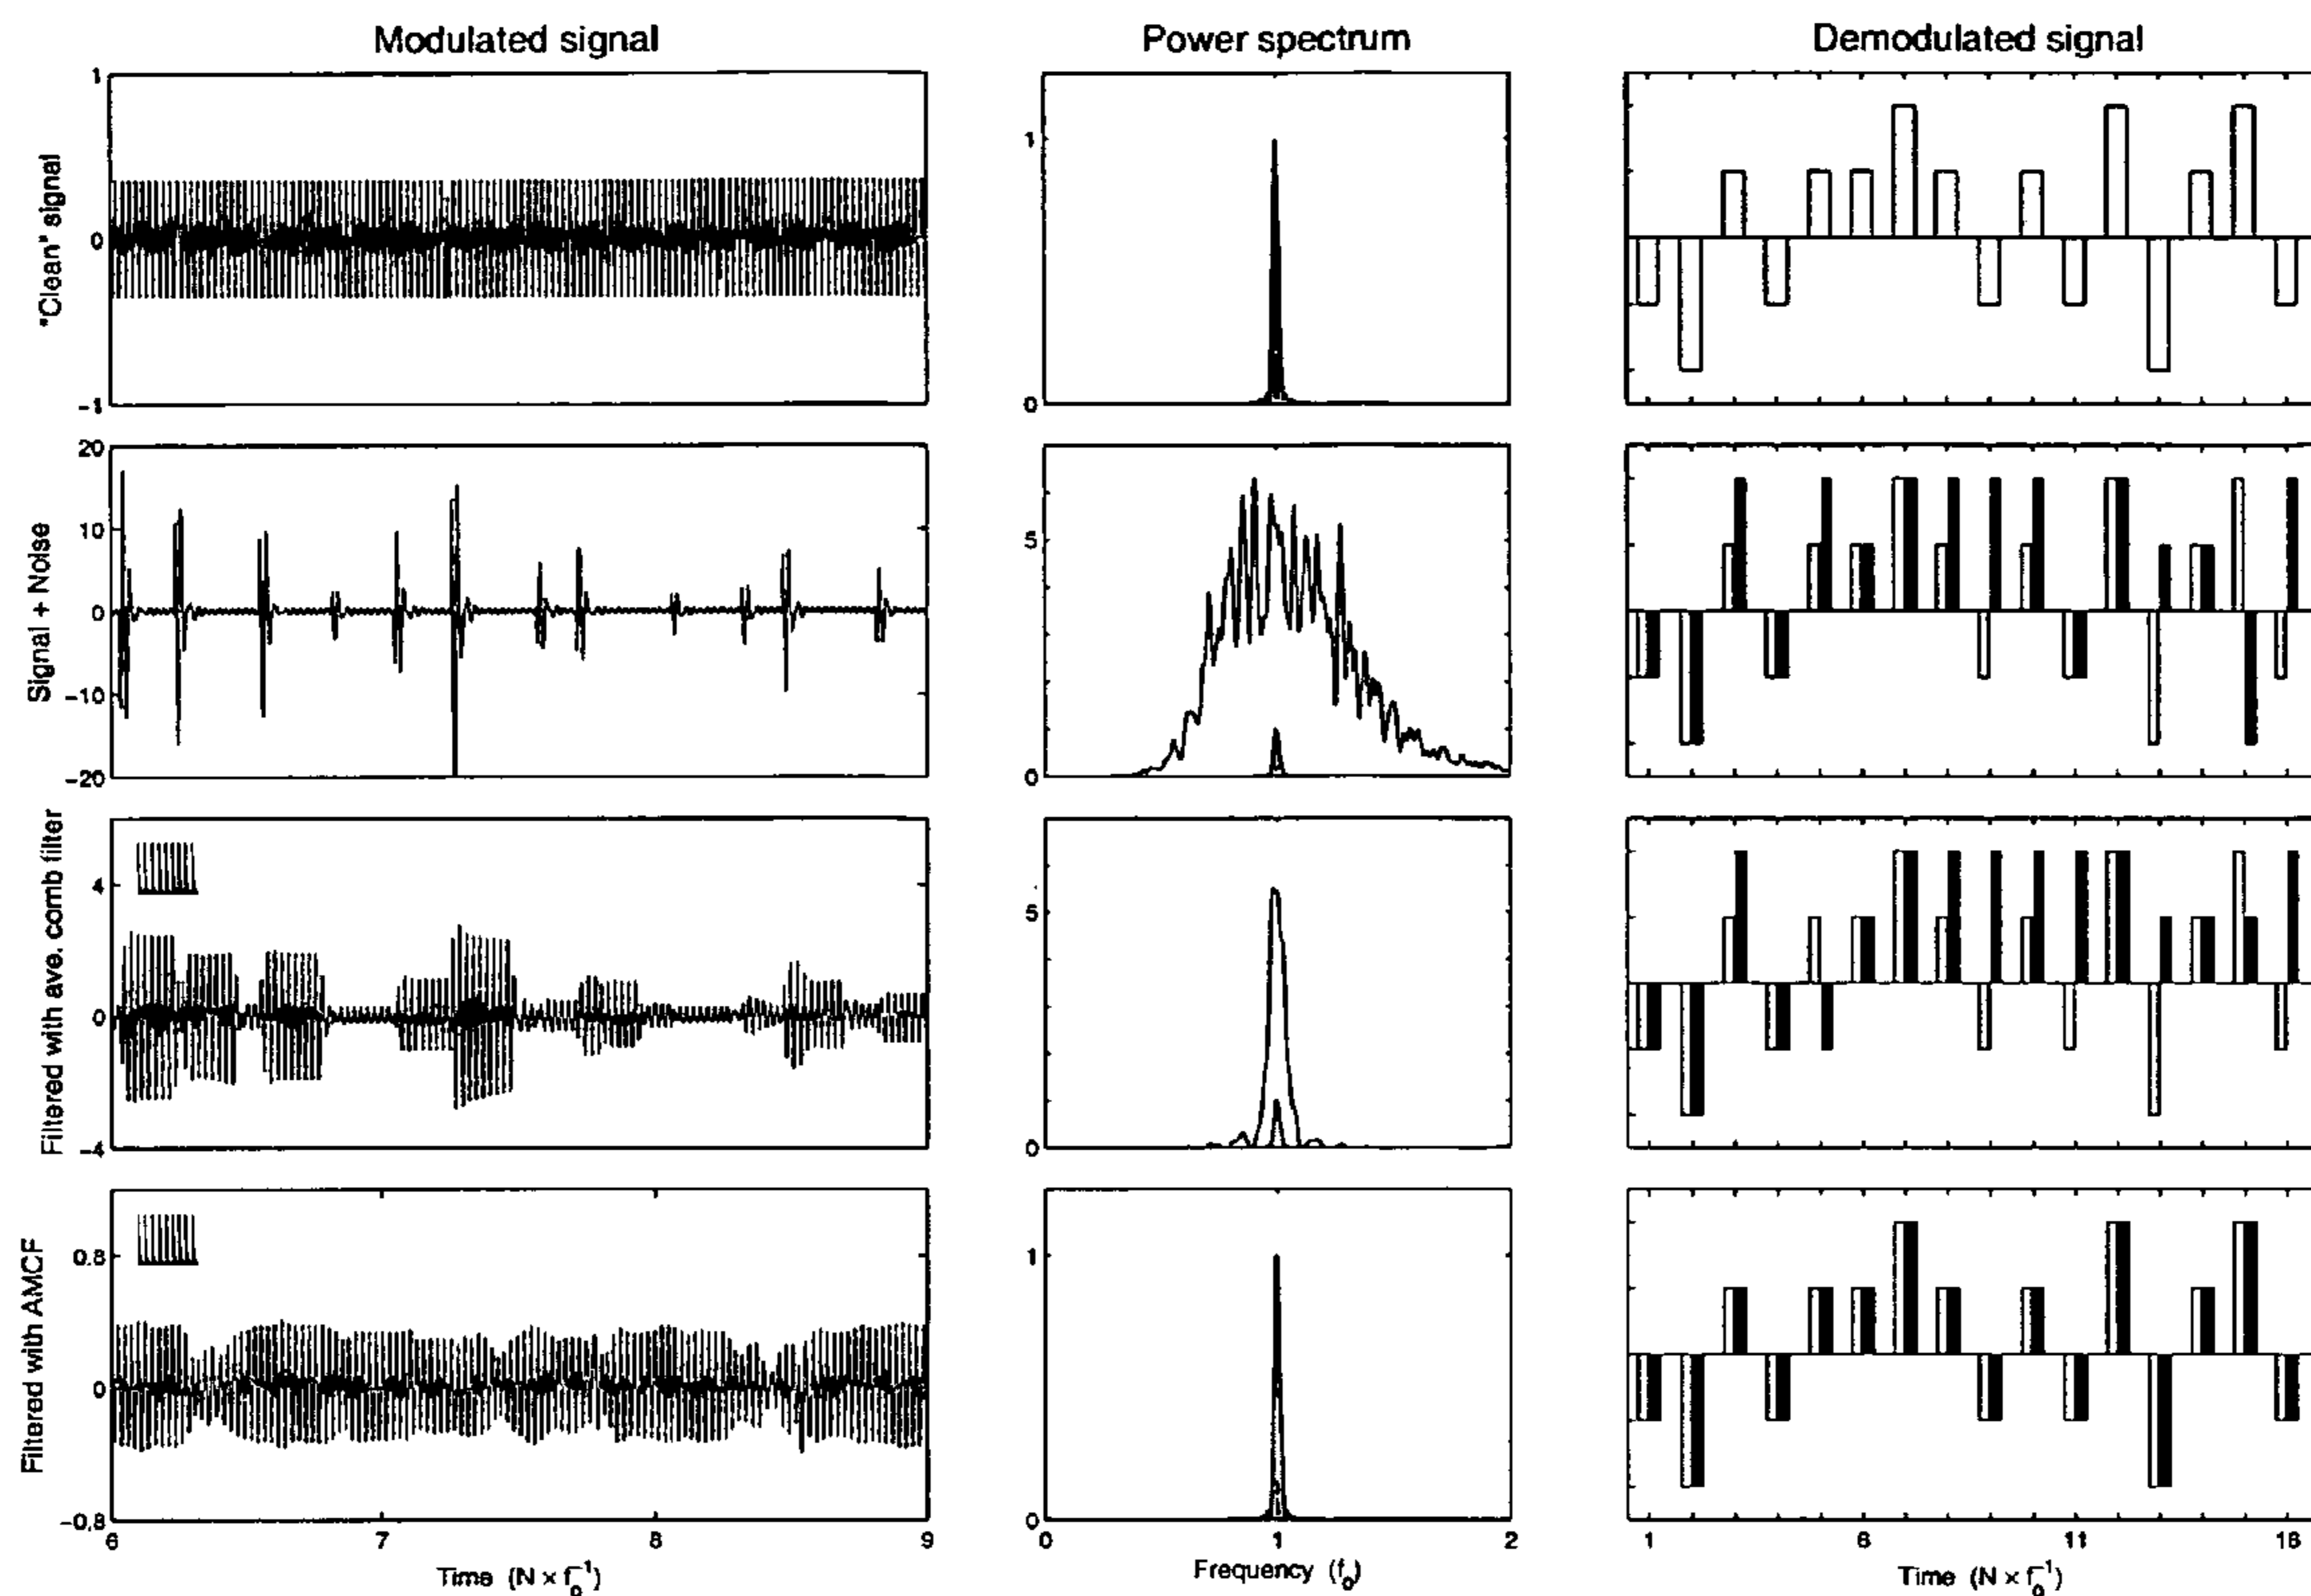 Modulated signal
Power spectrum
Demodulated signal
"Clean" signal
1
0
-1
1
0
Signal + Noise
20
10
0
-10
-20
5
0
Filtered with ave. comb filter
4
0
-4
5
0
Filtered with AMCF
0.8
0
-0.8
1
0
6 7 8 9
0 1 2
1 6 11 16
Time (N × f₀⁻¹)
Frequency (f₀)
Time (N × f₀⁻¹)